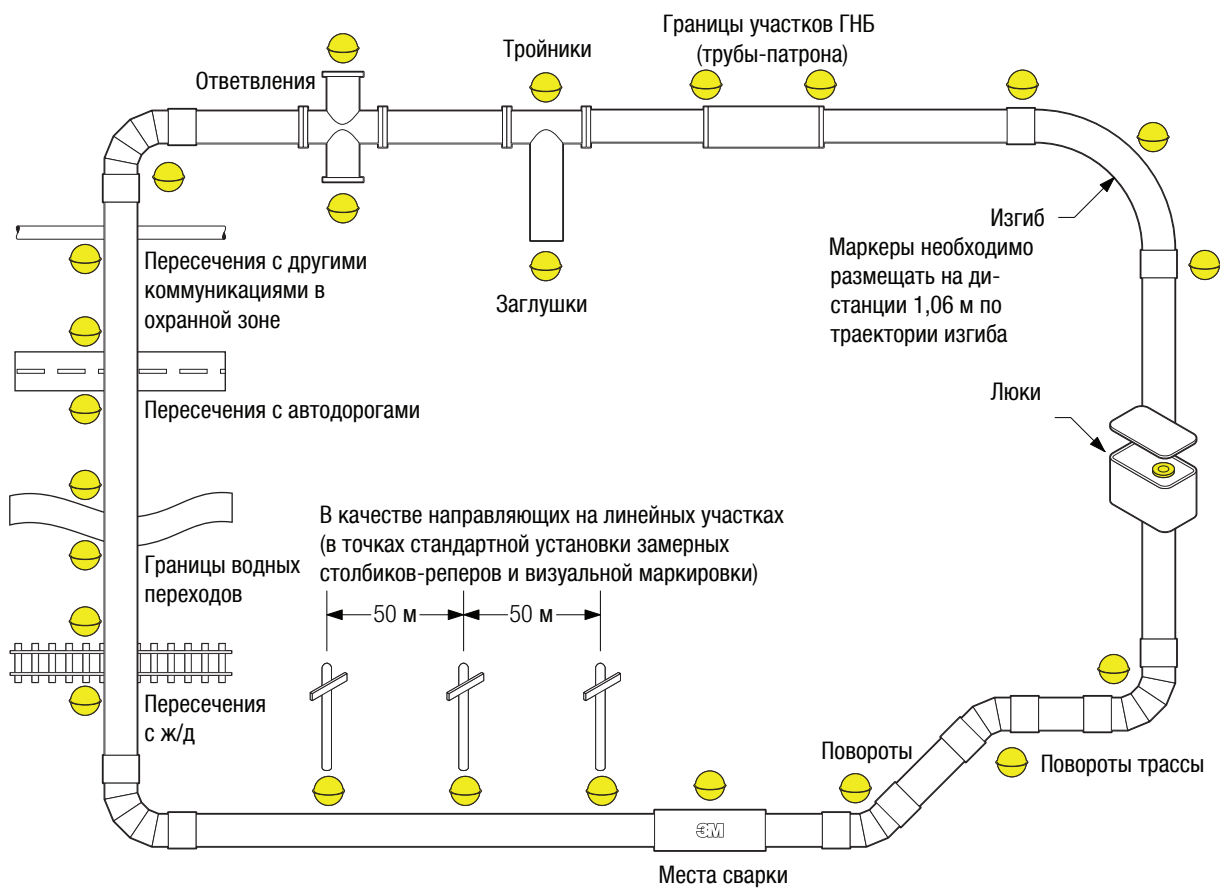 Границы участков ГНБ
(трубы-патрона)
Тройники
Ответвления
Изгиб
Маркеры необходимо
размещать на ди-
станции 1,06 м по
траектории изгиба
Пересечения с другими
коммуникациями в
охранной зоне
Заглушки
Люки
Пересечения с автодорогами
В качестве направляющих на линейных участках
(в точках стандартной установки замерных
столбиков-реперов и визуальной маркировки)
50 м
50 м
Границы водных
переходов
Пересечения
с ж/д
Повороты
Повороты трассы
ЭМ
Места сварки